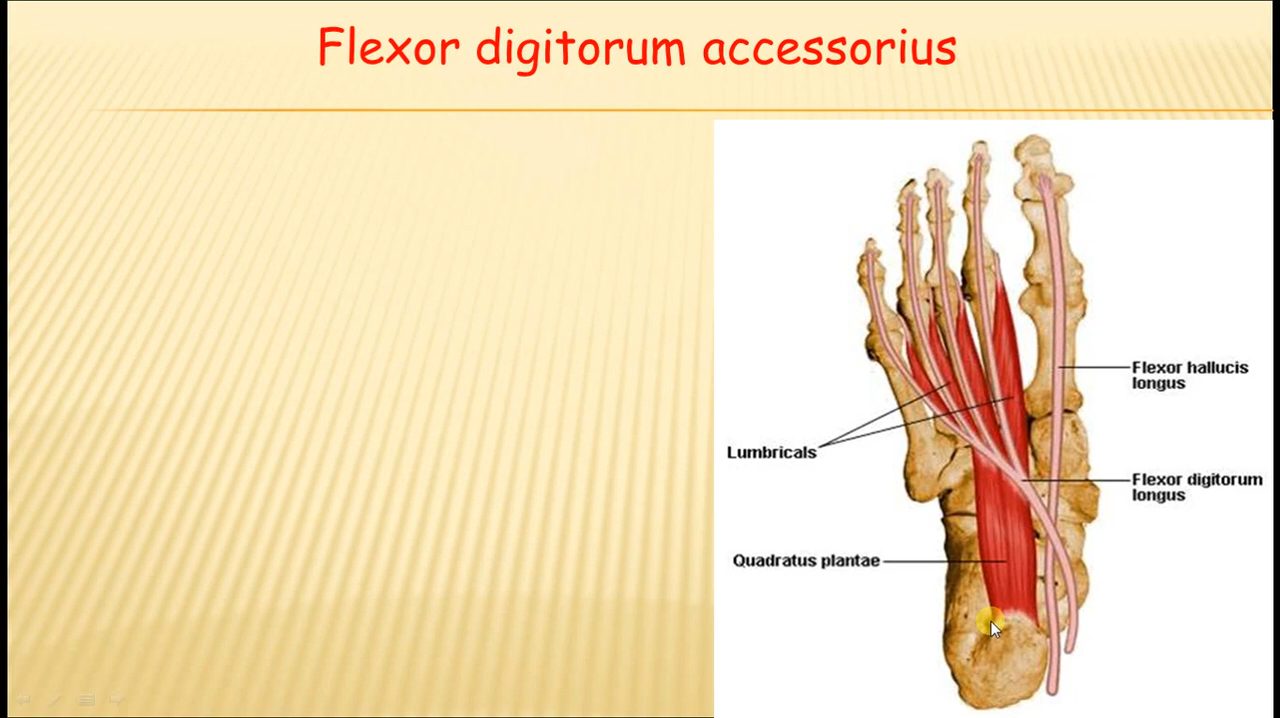 Flexor digitorum accessorius
Flexor hallucis
longus
Lumbricals
Flexor digitorum
longus
Quadratus plantae